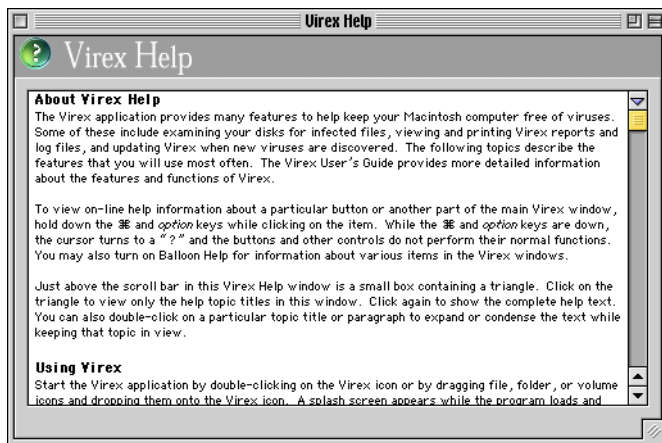 Virex Help
? Virex Help
About Virex Help
The Virex application provides many features to help keep your Macintosh computer free of viruses.
Some of these include examining your disks for infected files, viewing and printing Virex reports and
log files, and updating Virex when new viruses are discovered. The following topics describe the
features that you will use most often. The Virex User's Guide provides more detailed information
about the features and functions of Virex.
To view on-line help information about a particular button or another part of the main Virex window,
hold down the ⌘ and option keys while clicking on the item. While the ⌘ and option keys are down,
the cursor turns to a "?" and the buttons and other controls do not perform their normal functions.
You may also turn on Balloon Help for information about various items in the Virex windows.
Just above the scroll bar in this Virex Help window is a small box containing a triangle. Click on the
triangle to view only the help topic titles in this window. Click again to show the complete help text.
You can also double-click on a particular topic title or paragraph to expand or condense the text while
keeping that topic in view.
Using Virex
Start the Virex application by double-clicking on the Virex icon or by dragging file, folder, or volume
icons and dropping them onto the Virex icon. A splash screen appears while the program loads and